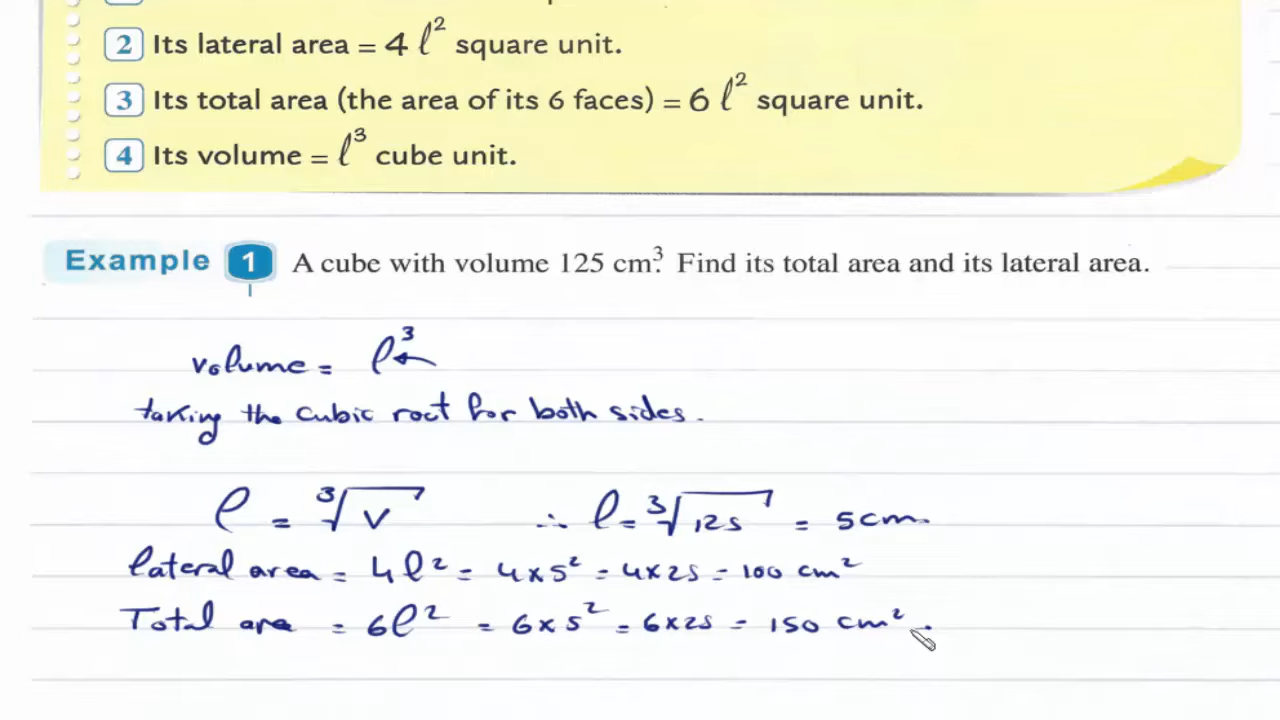 2 Its lateral area = 4 ℓ² square unit.
3 Its total area (the area of its 6 faces) = 6 ℓ² square unit.
4 Its volume = ℓ³ cube unit.
Example 1 A cube with volume 125 cm³. Find its total area and its lateral area.
volume = ℓ³
taking the cubic root for both sides.
ℓ = ³√V ∴ ℓ = ³√125 = 5cm.
lateral area = 4ℓ² = 4×5² = 4×25 = 100 cm²
Total area = 6ℓ² = 6×5² = 6×25 = 150 cm².